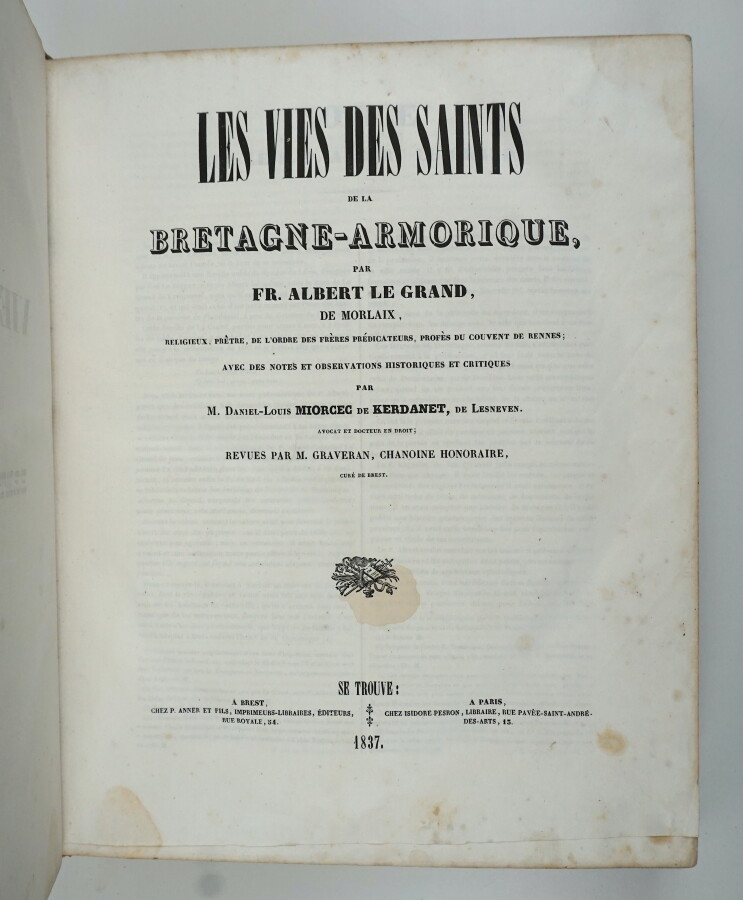 LES VIES DES SAINTS
DE LA
BRETAGNE-ARMORIQUE,
PAR
FR. ALBERT LE GRAND,
DE MORLAIX,
RELIGIEUX, PRÊTRE, DE L'ORDRE DES FRÈRES PRÉDICATEURS, PROFÈS DU COUVENT DE RENNES;
AVEC DES NOTES ET OBSERVATIONS HISTORIQUES ET CRITIQUES
PAR
M. DANIEL-LOUIS MIORCEC DE KERDANET, DE LESNEVEN.
AVOCAT ET DOCTEUR EN DROIT;
REVUES PAR M. GRAVERAN, CHANOINE HONORAIRE,
CURÉ DE BREST.
SE TROUVE:
A BREST,
CHEZ P. ANNER ET FILS, IMPRIMEURS-LIBRAIRES, ÉDITEURS,
RUE ROYALE, 54.
A PARIS,
CHEZ ISIDORE PESRON, LIBRAIRE, RUE PAVÉE-SAINT-ANDRÉ-
DES-ARTS, 13.
1837.